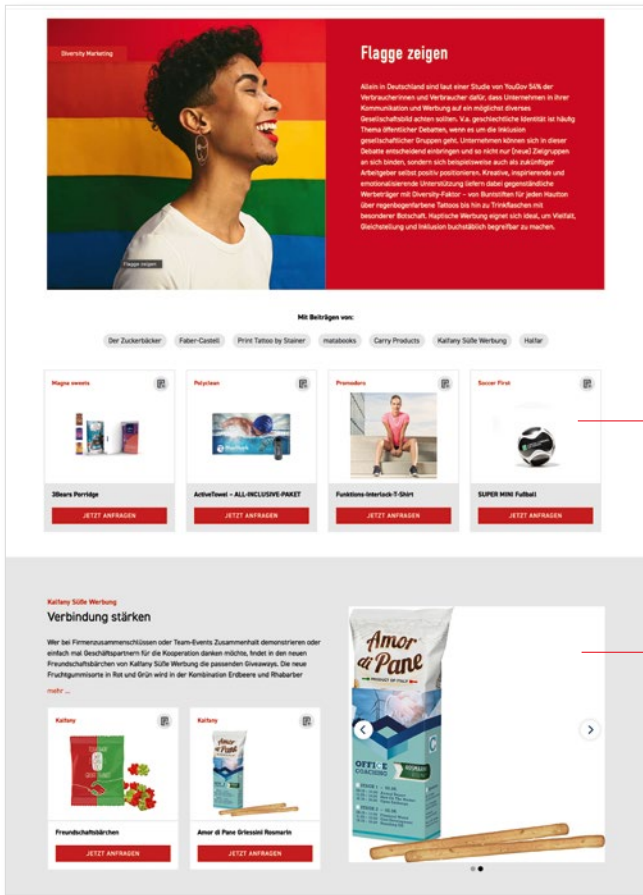 Diversity Marketing
Flagge zeigen
Allein in Deutschland sind laut einer Studie von YouGov 54% der
Verbraucherinnen und Verbraucher dafür, dass Unternehmen in ihrer
Kommunikation und Werbung auf ein möglichst diverses
Gesellschaftsbild achten sollten. V.a. geschlechtliche Identität ist häufig
Thema öffentlicher Debatten, wenn es um die Inklusion
gesellschaftlicher Gruppen geht. Unternehmen können sich in dieser
Debatte entscheidend einbringen und so nicht nur (neue) Zielgruppen
an sich binden, sondern sich beispielsweise auch als zukünftiger
Arbeitgeber selbst positiv positionieren. Kreative, inspirierende und
emotionalisierende Unterstützung liefern dabei gegenständliche
Werbeträger mit Diversity-Faktor – von Buntstiften für jeden Hautton
über regenbogenfarbene Tattoos bis hin zu Trinkflaschen mit
besonderer Botschaft. Haptische Werbung eignet sich ideal, um Vielfalt,
Gleichstellung und Inklusion buchstäblich begreifbar zu machen.
Flagge zeigen
Mit Beiträgen von:
Der Zuckerbäcker Faber-Castell Print Tattoo by Stainer matabooks Carry Products Kalfany Süße Werbung Halfar
Magna sweets Polyclean Promodoro Soccer First
3Bears Porridge ActiveTowel – ALL-INCLUSIVE-PAKET Funktions-Interlock-T-Shirt SUPER MINI Fußball
JETZT ANFRAGEN JETZT ANFRAGEN JETZT ANFRAGEN JETZT ANFRAGEN
Kalfany Süße Werbung
Verbindung stärken
Wer bei Firmenzusammenschlüssen oder Team-Events Zusammenhalt demonstrieren oder
einfach mal Geschäftspartnern für die Kooperation danken möchte, findet in den neuen
Freundschaftsbärchen von Kalfany Süße Werbung die passenden Giveaways. Die neue
Fruchtgummisorte in Rot und Grün wird in der Kombination Erdbeere und Rhabarber
mehr ...
Kalfany Kalfany
Freundschaftsbärchen Amor di Pane Griessini Rosmarin
JETZT ANFRAGEN JETZT ANFRAGEN
Amor
di Pane
PRODUCT OF ITALY
OFFICE
COACHING